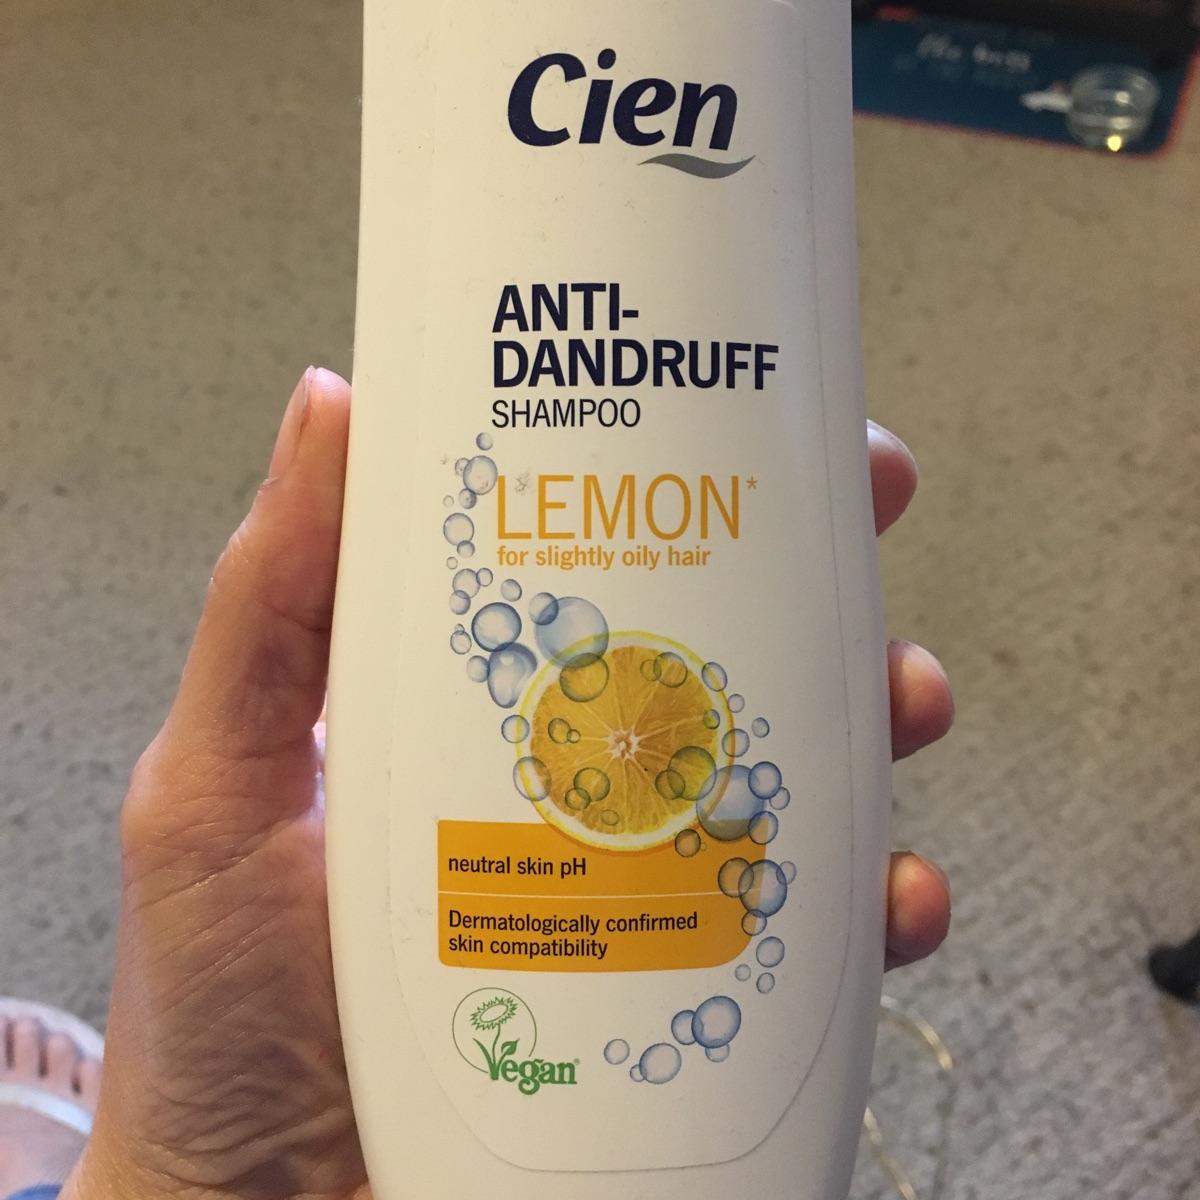 Cien
ANTI-
DANDRUFF
SHAMPOO
LEMON*
for slightly oily hair
neutral skin pH
Dermatologically confirmed
skin compatibility
Vegan®